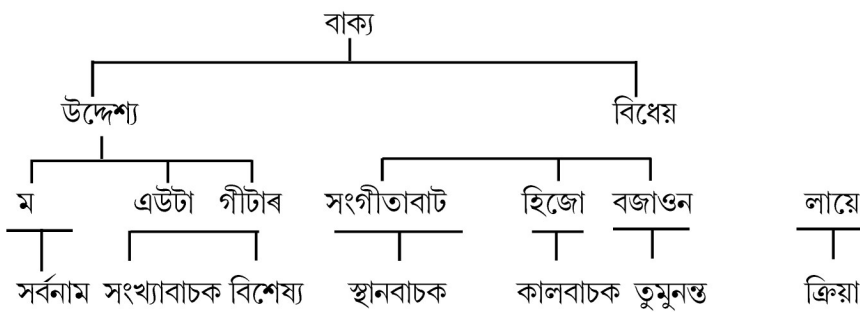 বাক্য
উদ্দেশ্য বিধেয়
ম এউটা গীটাৰ সংগীতাবাট হিজো বজাওন লায়ে
সৰ্বনাম সংখ্যাবাচক বিশেষ্য স্থানবাচক কালবাচক তুমুনন্ত ক্রিয়া